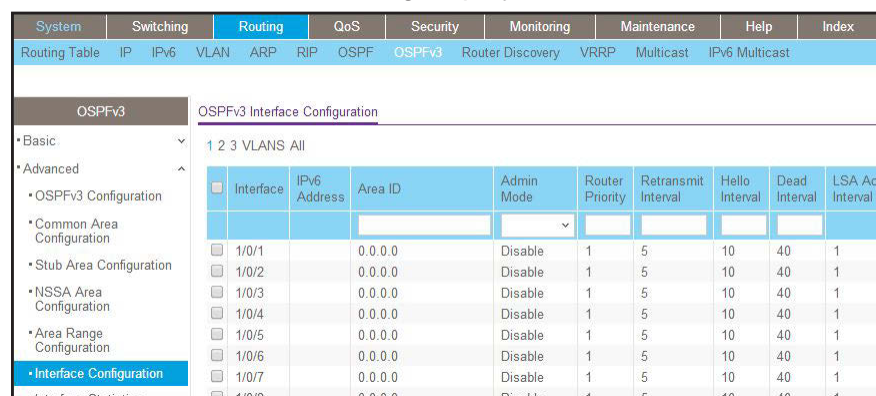 System Switching Routing QoS Security Monitoring Maintenance Help Index
Routing Table IP IPv6 VLAN ARP RIP OSPF OSPFv3 Router Discovery VRRP Multicast IPv6 Multicast
OSPFv3
Basic
Advanced
OSPFv3 Configuration
Common Area
Configuration
Stub Area Configuration
NSSA Area
Configuration
Area Range
Configuration
Interface Configuration
OSPFv3 Interface Configuration
1 2 3 VLANS All
Interface IPv6 Address Area ID Admin Mode Router Priority Retransmit Interval Hello Interval Dead Interval LSA Interval
1/0/1 0.0.0.0 Disable 1 5 10 40 1
1/0/2 0.0.0.0 Disable 1 5 10 40 1
1/0/3 0.0.0.0 Disable 1 5 10 40 1
1/0/4 0.0.0.0 Disable 1 5 10 40 1
1/0/5 0.0.0.0 Disable 1 5 10 40 1
1/0/6 0.0.0.0 Disable 1 5 10 40 1
1/0/7 0.0.0.0 Disable 1 5 10 40 1